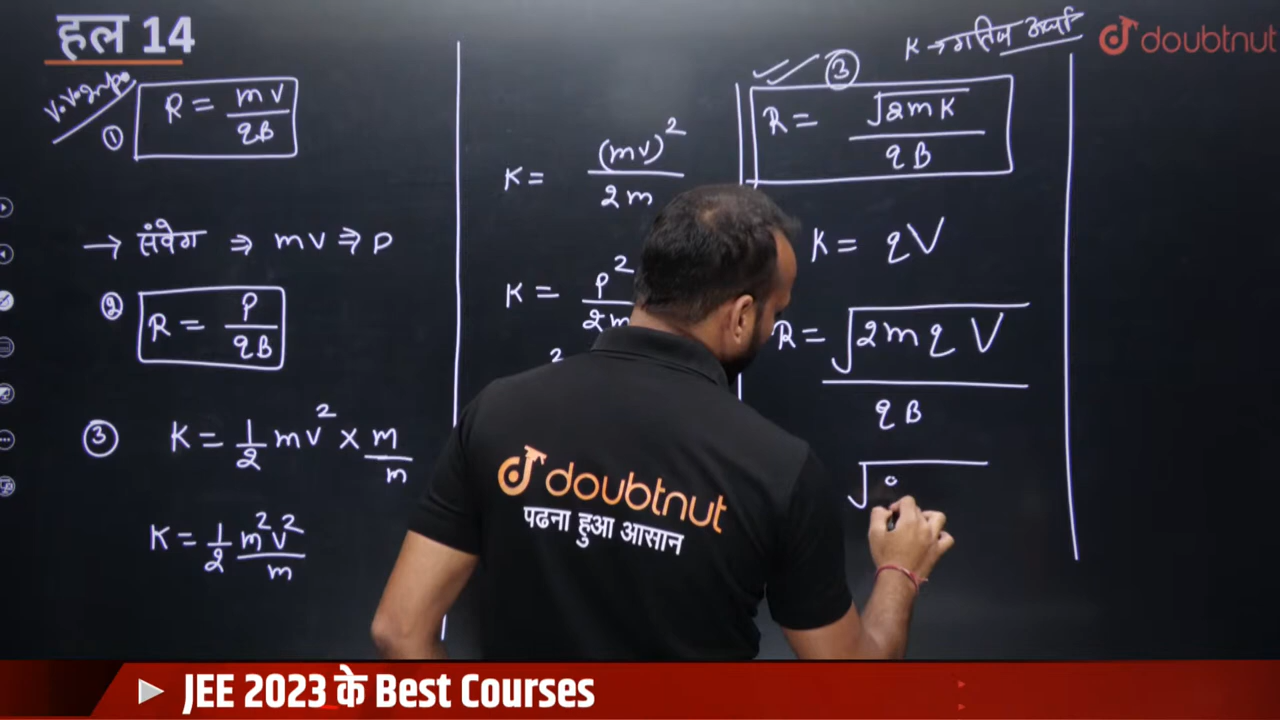 हल 14
doubtnut
V.V.Imp.
① R = mv/qB
→ संवेग ⇒ mv ⇒ P
② R = P/qB
③ K = 1/2 mv² × m/m
K = 1/2 m²v²/m
K = (mv)²/2m
K = P²/2m
2
K → गतिज ऊर्जा
③ R = √2mK/qB
K = qV
R = √2mqV/qB
√
doubtnut
पढना हुआ आसान
JEE 2023 के Best Courses